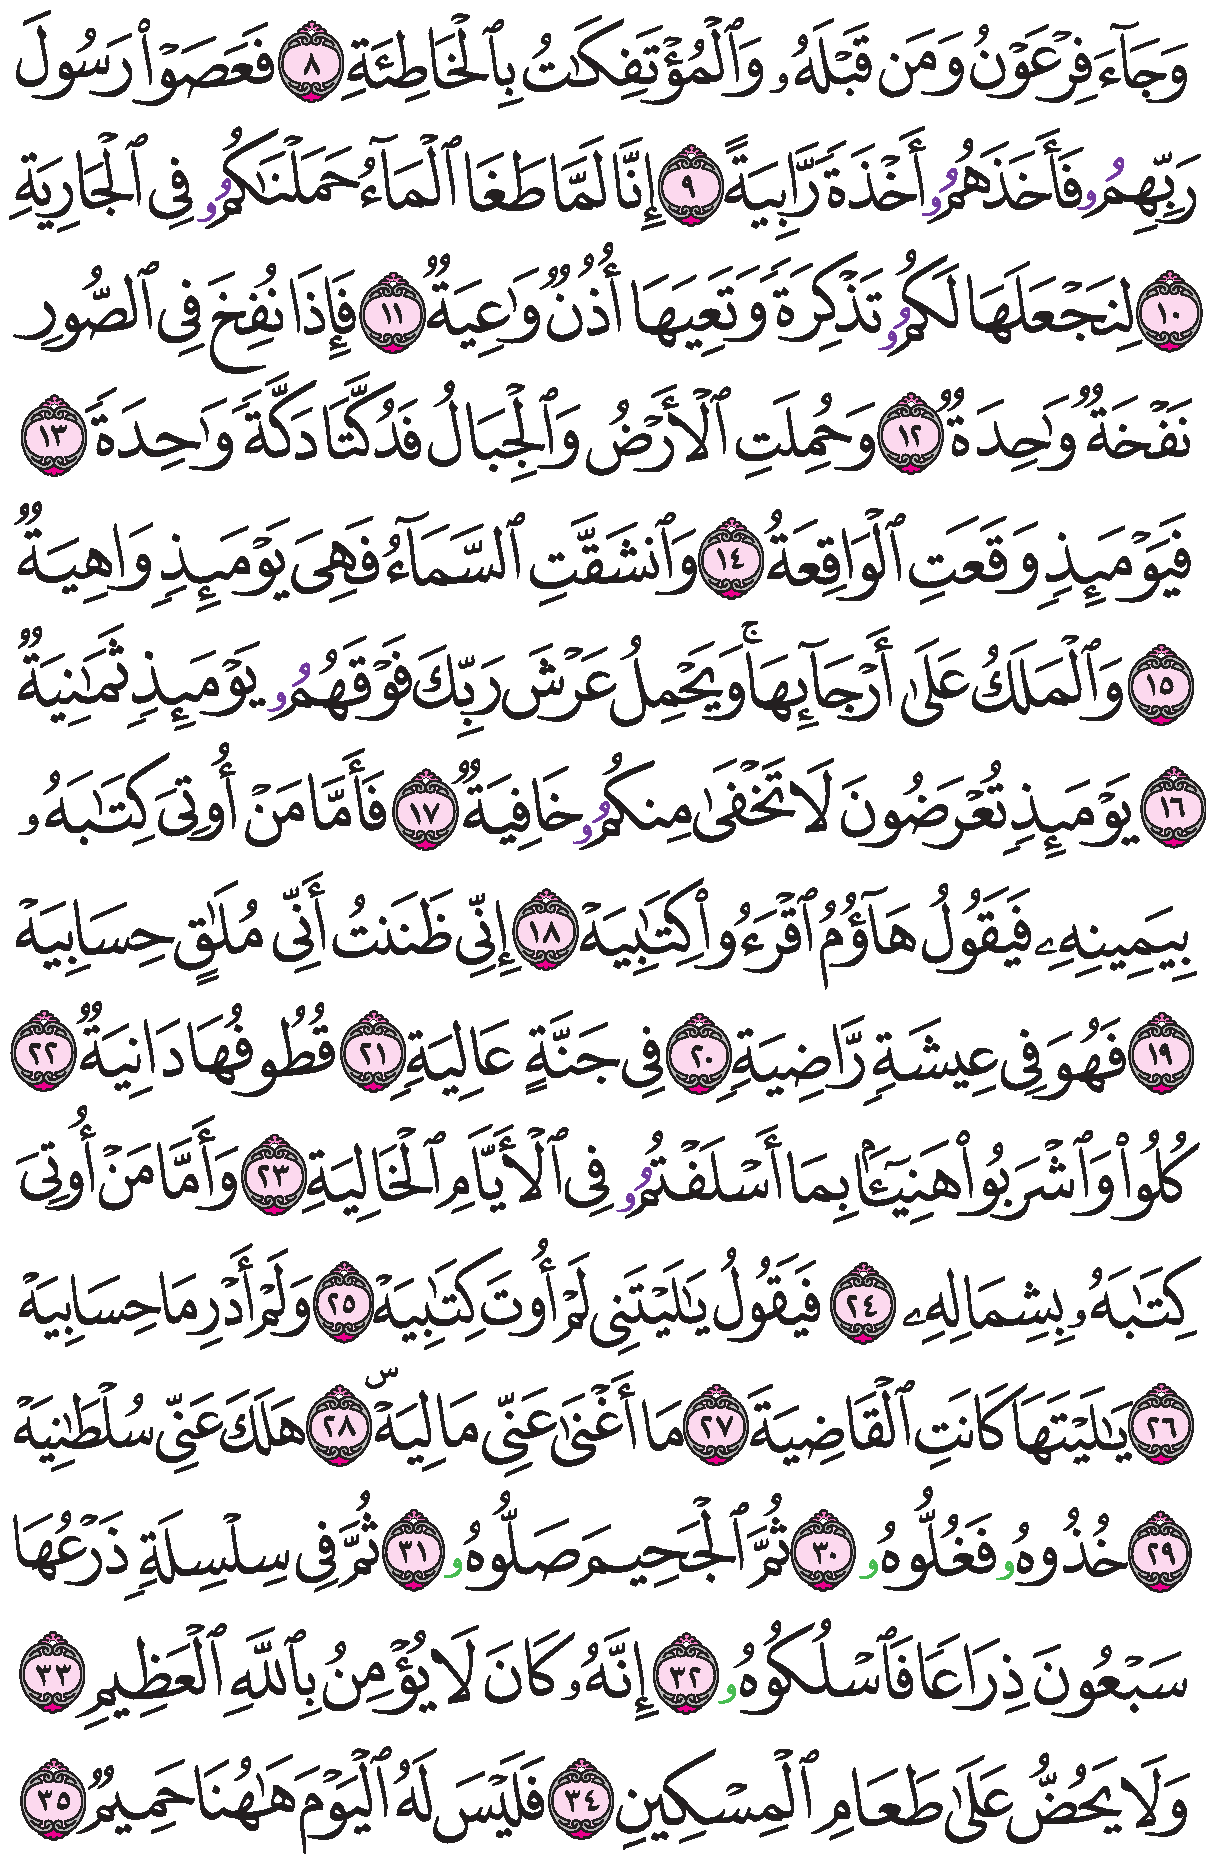 وَجَآءَ فِرْعَوْنُ وَمَن قَبْلَهُۥ وَٱلْمُؤْتَفِكَٰتُ بِٱلْخَاطِئَةِ ٨ فَعَصَوْا۟ رَسُولَ
رَبِّهِمُۥ فَأَخَذَهُمُۥ أَخْذَةً رَّابِيَةً ٩ إِنَّا لَمَّا طَغَا ٱلْمَآءُ حَمَلْنَٰكُمُۥ فِى ٱلْجَارِيَةِ
١٠ لِنَجْعَلَهَا لَكُمُۥ تَذْكِرَةً وَتَعِيَهَا أُذُنٌ وَٰعِيَةٌ ١١ فَإِذَا نُفِخَ فِى ٱلصُّورِ
نَفْخَةٌ وَٰحِدَةٌ ١٢ وَحُمِلَتِ ٱلْأَرْضُ وَٱلْجِبَالُ فَدُكَّتَا دَكَّةً وَٰحِدَةً ١٣
فَيَوْمَئِذٍ وَقَعَتِ ٱلْوَاقِعَةُ ١٤ وَٱنشَقَّتِ ٱلسَّمَآءُ فَهِىَ يَوْمَئِذٍ وَاهِيَةٌ
١٥ وَٱلْمَلَكُ عَلَىٰ أَرْجَآئِهَا ۚ وَيَحْمِلُ عَرْشَ رَبِّكَ فَوْقَهُمُۥ يَوْمَئِذٍ ثَمَٰنِيَةٌ
١٦ يَوْمَئِذٍ تُعْرَضُونَ لَا تَخْفَىٰ مِنكُمُۥ خَافِيَةٌ ١٧ فَأَمَّا مَنْ أُوتِىَ كِتَٰبَهُۥ
بِيَمِينِهِۦ فَيَقُولُ هَآؤُمُ ٱقْرَءُوا۟ كِتَٰبِيَهْ ١٨ إِنِّى ظَنَنتُ أَنِّى مُلَٰقٍ حِسَابِيَهْ
١٩ فَهُوَ فِى عِيشَةٍ رَّاضِيَةٍ ٢٠ فِى جَنَّةٍ عَالِيَةٍ ٢١ قُطُوفُهَا دَانِيَةٌ ٢٢
كُلُوا۟ وَٱشْرَبُوا۟ هَنِيٓـًٔۢا بِمَا أَسْلَفْتُمُۥ فِى ٱلْأَيَّامِ ٱلْخَالِيَةِ ٢٣ وَأَمَّا مَنْ أُوتِىَ
كِتَٰبَهُۥ بِشِمَالِهِۦ ٢٤ فَيَقُولُ يَٰلَيْتَنِى لَمْ أُوتَ كِتَٰبِيَهْ ٢٥ وَلَمْ أَدْرِ مَا حِسَابِيَهْ
٢٦ يَٰلَيْتَهَا كَانَتِ ٱلْقَاضِيَةَ ٢٧ مَا أَغْنَىٰ عَنِّى مَالِيَهْۜ ٢٨ هَلَكَ عَنِّى سُلْطَٰنِيَهْ
٢٩ خُذُوهُۥ فَغُلُّوهُۥ ٣٠ ثُمَّ ٱلْجَحِيمَ صَلُّوهُۥ ٣١ ثُمَّ فِى سِلْسِلَةٍ ذَرْعُهَا
سَبْعُونَ ذِرَاعًا فَٱسْلُكُوهُۥ ٣٢ إِنَّهُۥ كَانَ لَا يُؤْمِنُ بِٱللَّهِ ٱلْعَظِيمِ ٣٣
وَلَا يَحُضُّ عَلَىٰ طَعَامِ ٱلْمِسْكِينِ ٣٤ فَلَيْسَ لَهُ ٱلْيَوْمَ هَٰهُنَا حَمِيمٌ ٣٥